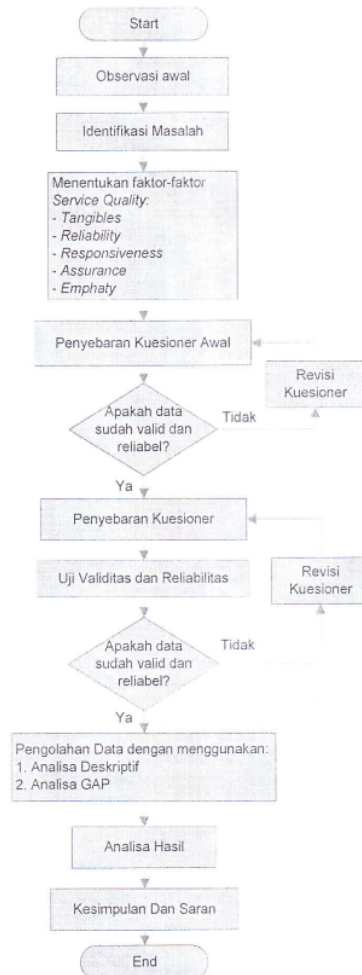 Start
Observasi awal
Identifikasi Masalah
Menentukan faktor-faktor
Service Quality:
- Tangibles
- Reliability
- Responsiveness
- Assurance
- Emphaty
Penyebaran Kuesioner Awal
Revisi
Kuesioner
Apakah data
sudah valid dan
reliabel?
Tidak
Ya
Penyebaran Kuesioner
Uji Validitas dan Reliabilitas
Revisi
Kuesioner
Apakah data
sudah valid dan
reliabel?
Tidak
Ya
Pengolahan Data dengan menggunakan:
1. Analisa Deskriptif
2. Analisa GAP
Analisa Hasil
Kesimpulan Dan Saran
End